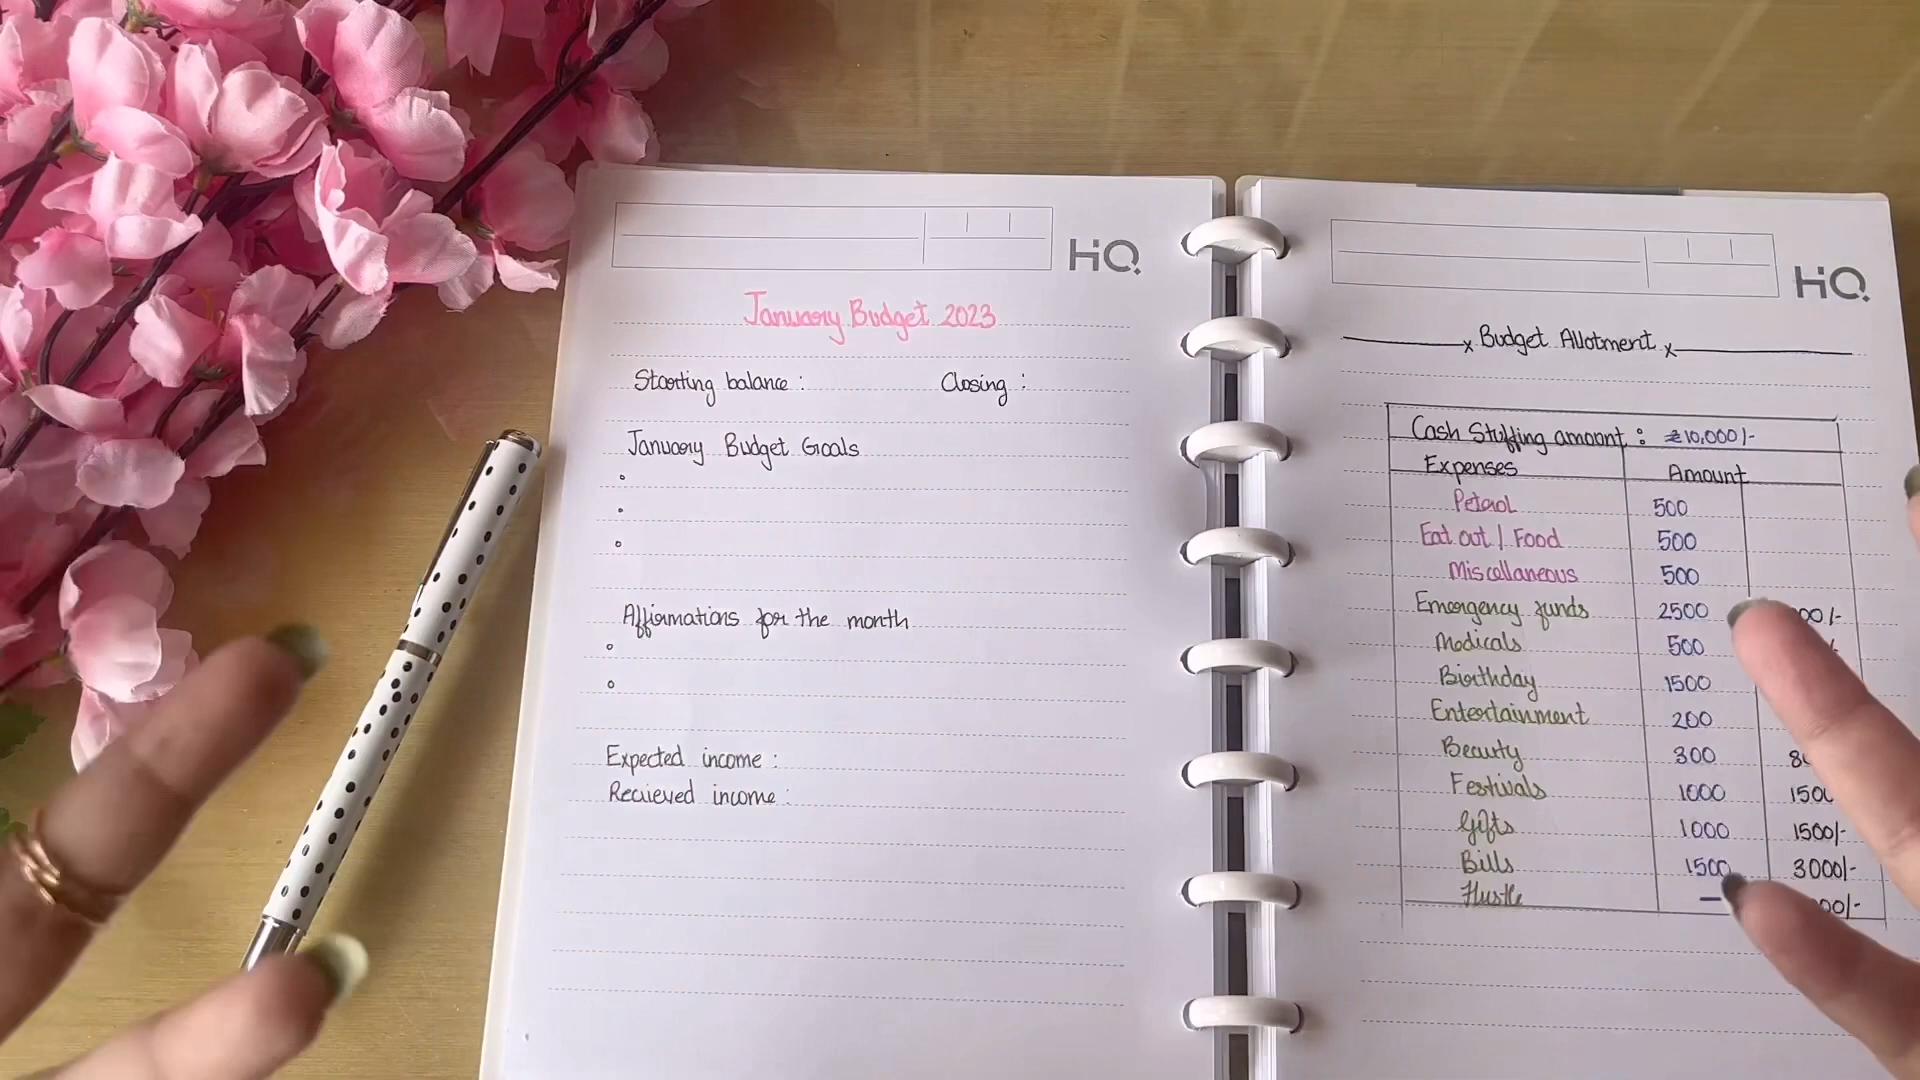 HQ
January Budget 2023
Starting balance : Closing :
January Budget Goals
Affirmations for the month
Expected income :
Recieved income :
HQ
x Budget Allotment x
Cash Stuffing amount : ₹10,000/-
Expenses Amount
Petrol 500
Eat out / Food 500
Miscellaneous 500
Emergency funds 2500
Medicals 500
Birthday 1500
Entertainment 200
Beauty 300
Festivals 1000
Gifts 1000 1500/-
Bills 1500 3000/-
Hustle —